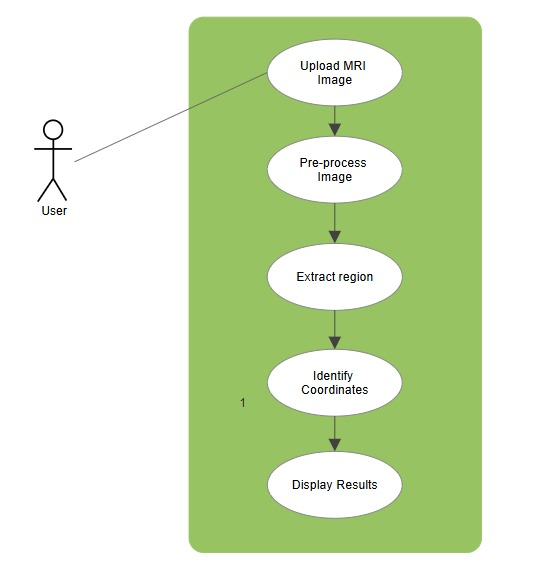 Upload MRI
Image
Pre-process
Image
User
Extract region
Identify
Coordinates
1
Display Results